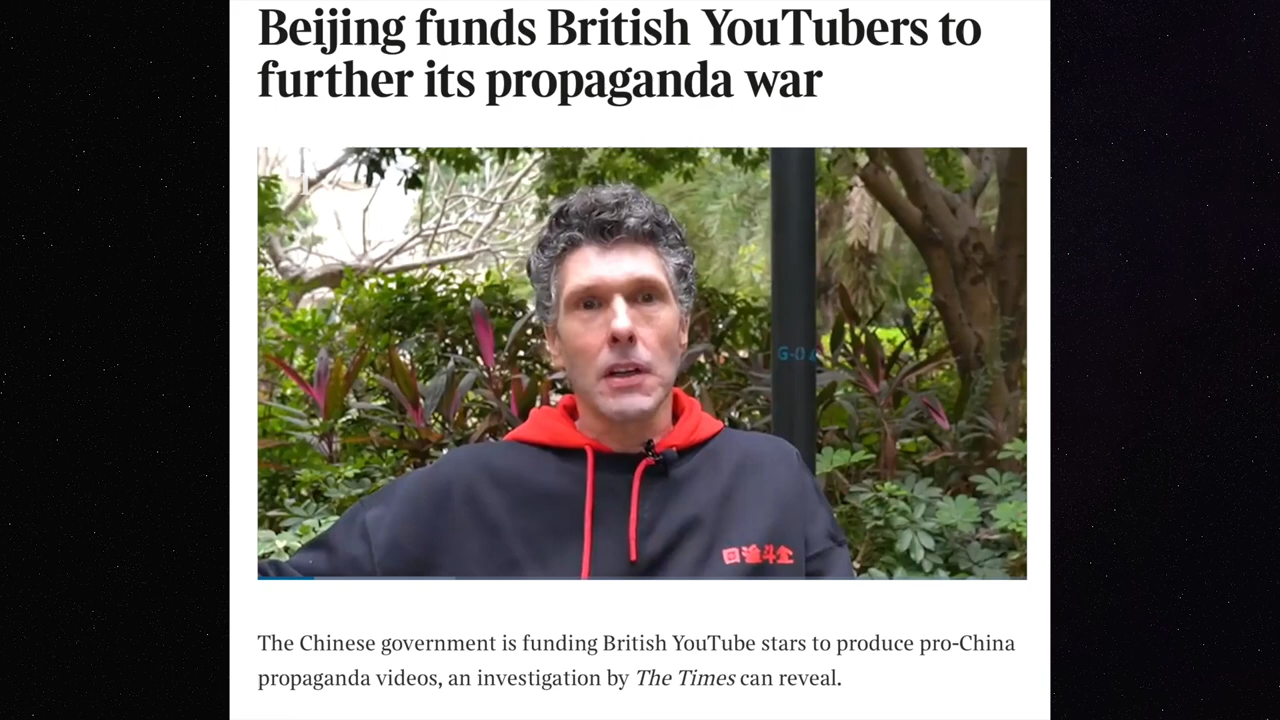 Beijing funds British YouTubers to
further its propaganda war
G-0
The Chinese government is funding British YouTube stars to produce pro-China
propaganda videos, an investigation by The Times can reveal.